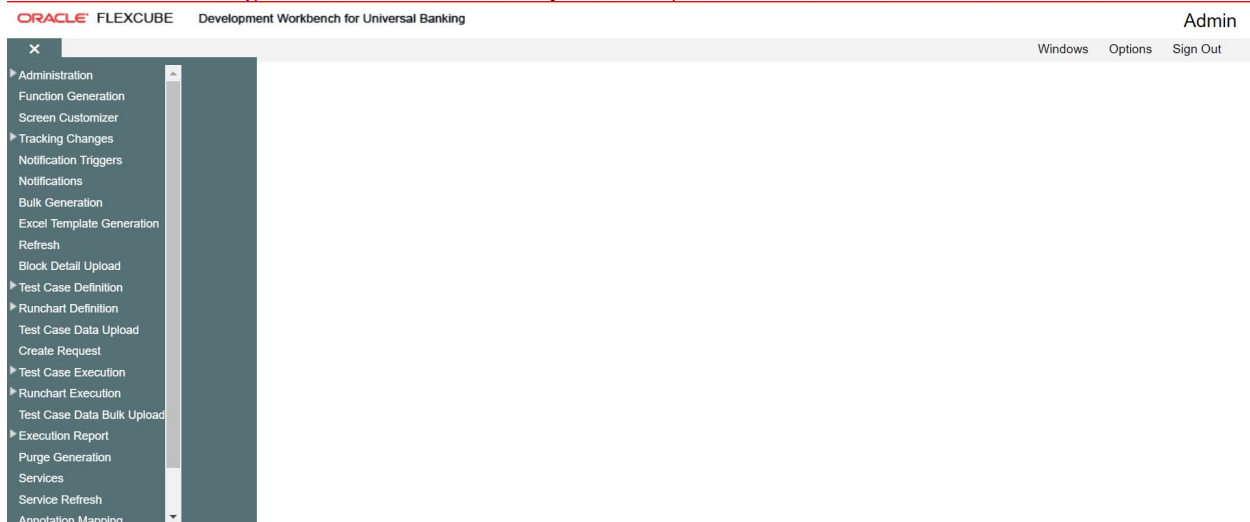 ORACLE FLEXCUBE Development Workbench for Universal Banking Admin
Windows Options Sign Out
Administration
Function Generation
Screen Customizer
Tracking Changes
Notification Triggers
Notifications
Bulk Generation
Excel Template Generation
Refresh
Block Detail Upload
Test Case Definition
Runchart Definition
Test Case Data Upload
Create Request
Test Case Execution
Runchart Execution
Test Case Data Bulk Upload
Execution Report
Purge Generation
Services
Service Refresh
Annotation Mapping